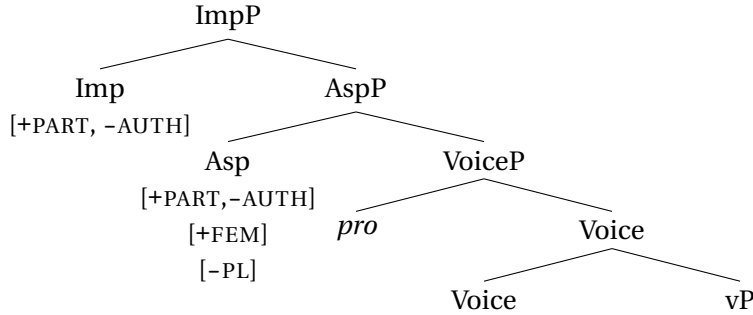 ImpP
Imp AspP
[+PART, –AUTH]
Asp VoiceP
[+PART,–AUTH]
[+FEM]
[–PL]
pro Voice
Voice vP